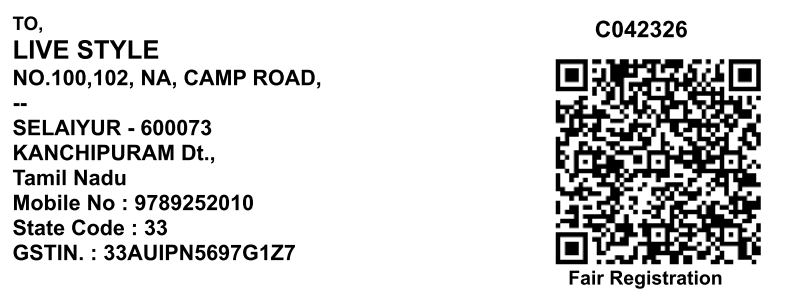 TO,
LIVE STYLE
NO.100,102, NA, CAMP ROAD,
--
SELAIYUR - 600073
KANCHIPURAM Dt.,
Tamil Nadu
Mobile No : 9789252010
State Code : 33
GSTIN. : 33AUIPN5697G1Z7
C042326
Fair Registration